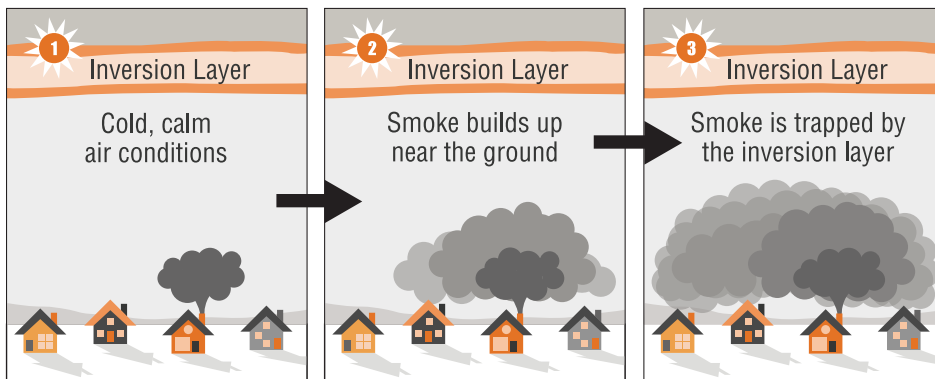 1
Inversion Layer
Cold, calm
air conditions
2
Inversion Layer
Smoke builds up
near the ground
3
Inversion Layer
Smoke is trapped by
the inversion layer